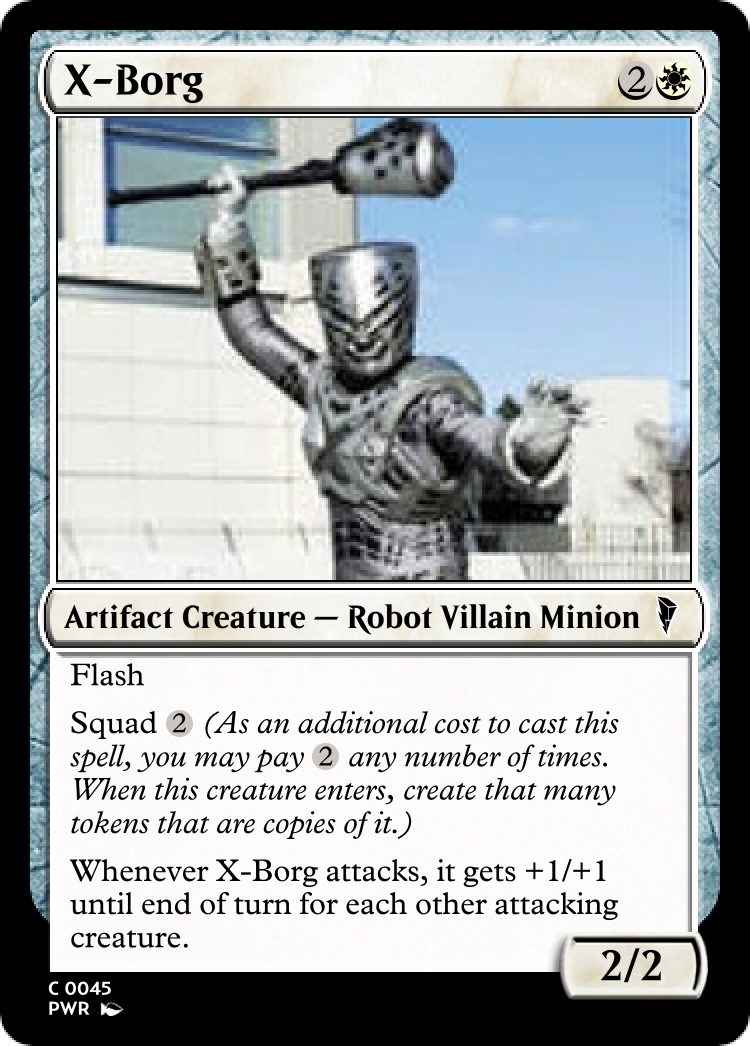 X-Borg 2
Artifact Creature — Robot Villain Minion
Flash
Squad 2 (As an additional cost to cast this
spell, you may pay 2 any number of times.
When this creature enters, create that many
tokens that are copies of it.)
Whenever X-Borg attacks, it gets +1/+1
until end of turn for each other attacking
creature.
2/2
C 0045
PWR